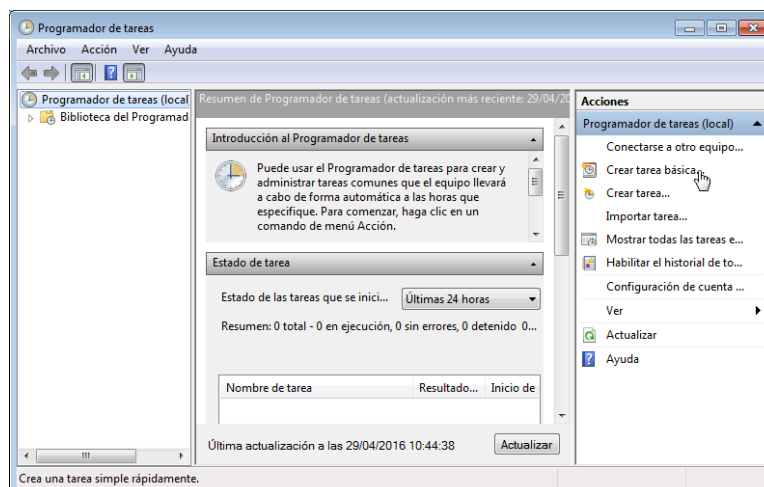 Programador de tareas
Archivo Acción Ver Ayuda
Programador de tareas (local
Biblioteca del Programad
Resumen de Programador de tareas (actualización más reciente: 29/04/20
Introducción al Programador de tareas
Puede usar el Programador de tareas para crear y
administrar tareas comunes que el equipo llevará
a cabo de forma automática a las horas que
especifique. Para comenzar, haga clic en un
comando de menú Acción.
Estado de tarea
Estado de las tareas que se inici... Últimas 24 horas
Resumen: 0 total - 0 en ejecución, 0 sin errores, 0 detenido 0...
Nombre de tarea Resultado... Inicio de
Última actualización a las 29/04/2016 10:44:38 Actualizar
Acciones
Programador de tareas (local)
Conectarse a otro equipo...
Crear tarea básica...
Crear tarea...
Importar tarea...
Mostrar todas las tareas e...
Habilitar el historial de to...
Configuración de cuenta ...
Ver
Actualizar
Ayuda
Crea una tarea simple rápidamente.